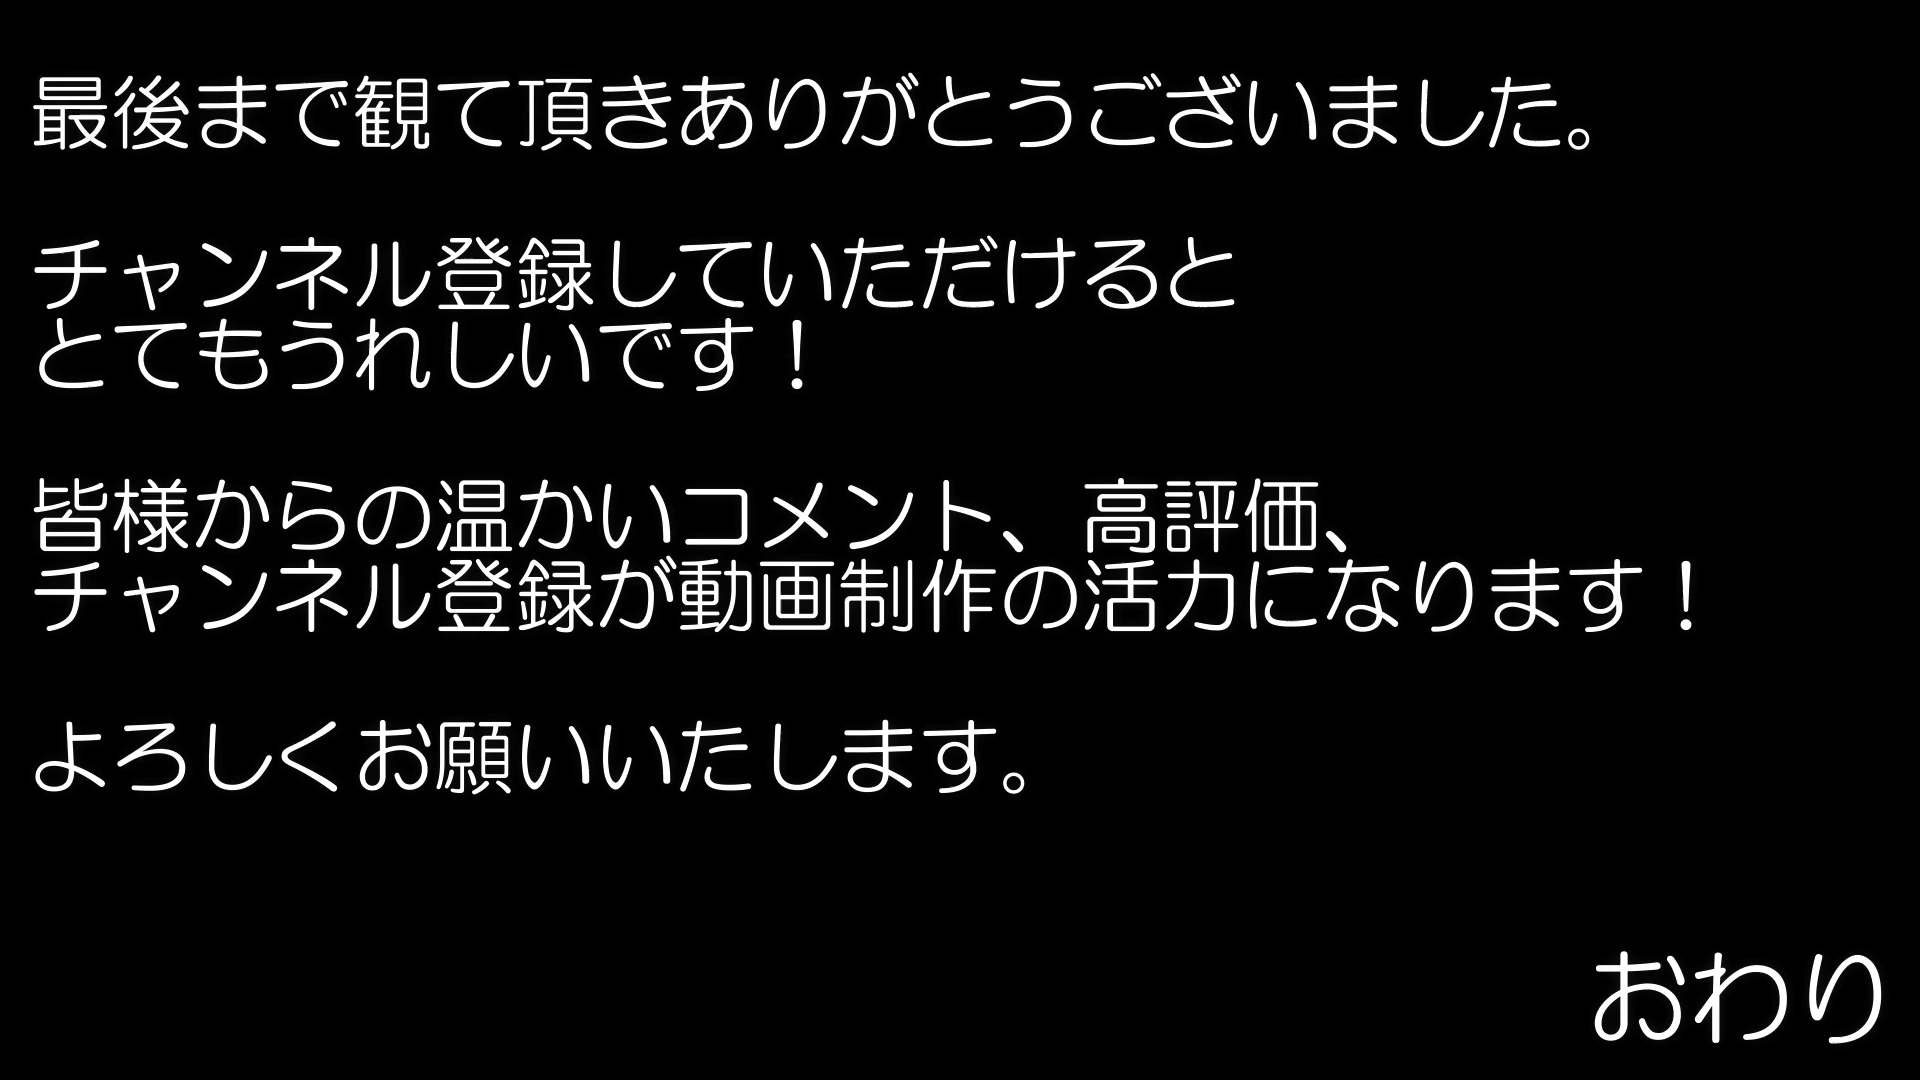 最後まで観て頂きありがとうございました。
チャンネル登録していただけると
とてもうれしいです！
皆様からの温かいコメント、高評価、
チャンネル登録が動画制作の活力になります！
よろしくお願いいたします。
おわり